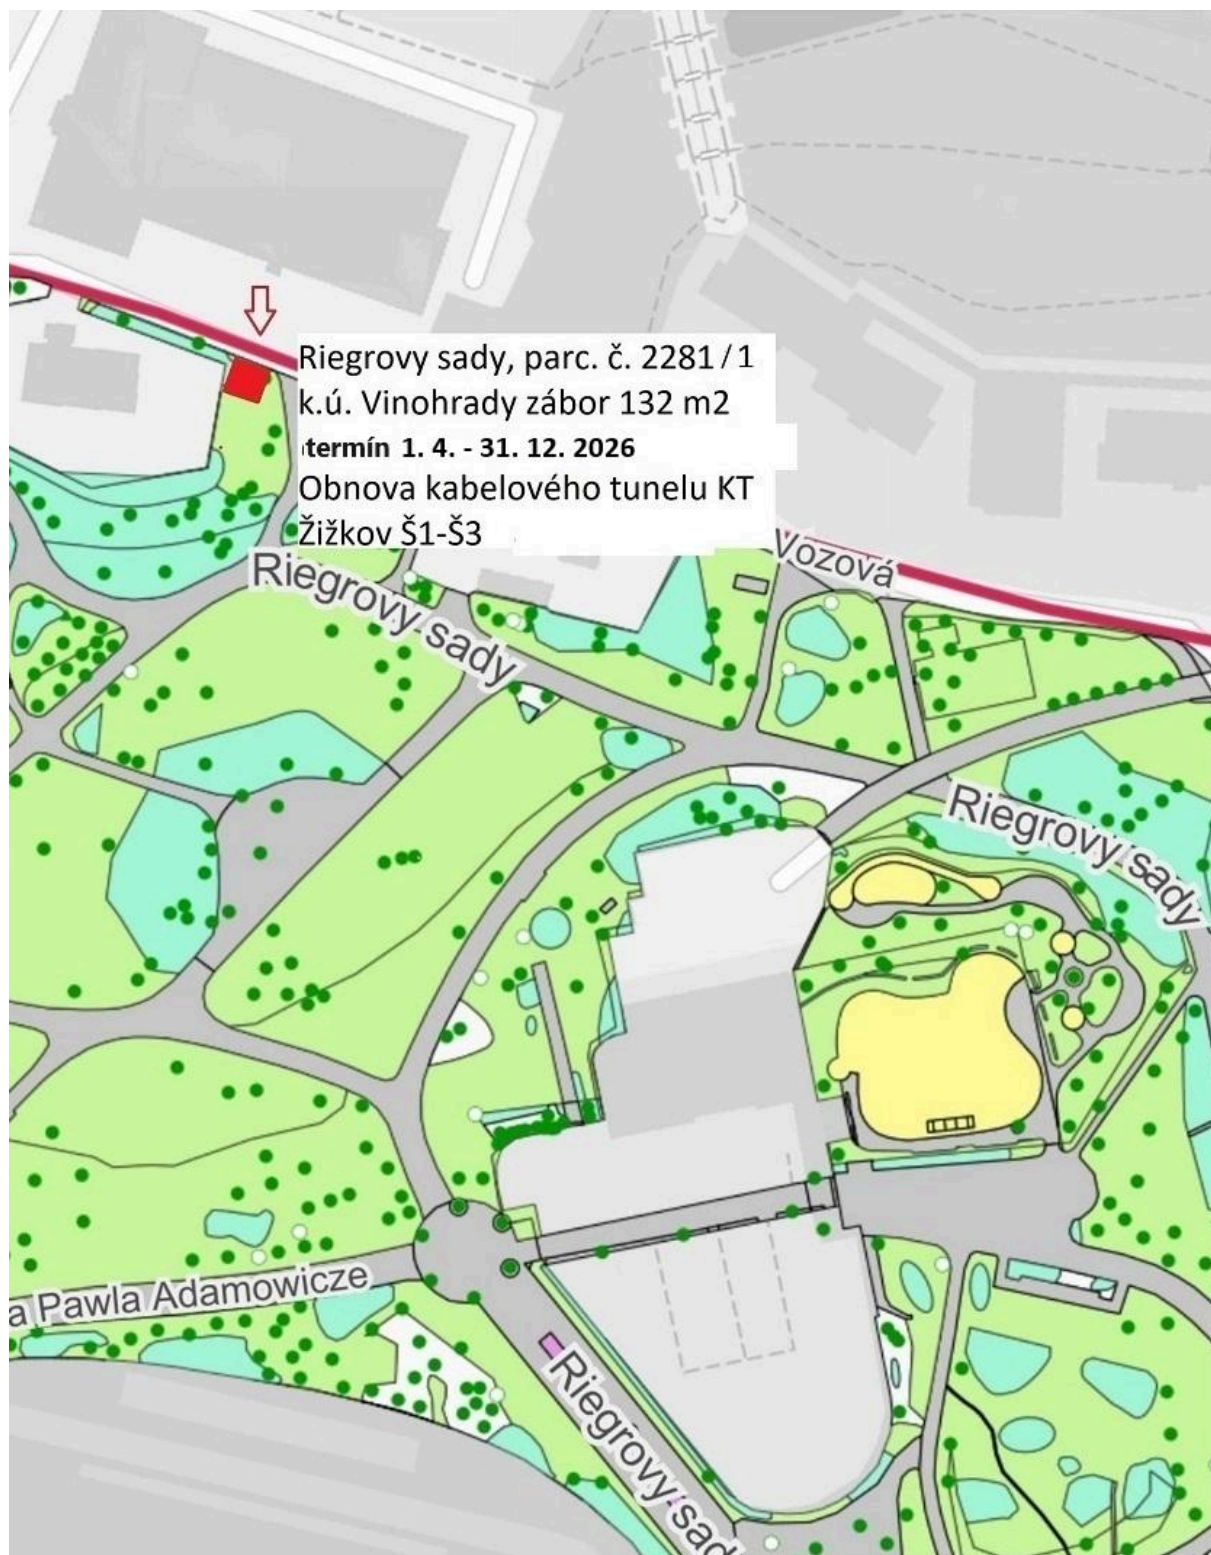 Riegrovy sady, parc. č. 2281/1
k.ú. Vinohrady zábor 132 m2
termín 1. 4. - 31. 12. 2026
Obnova kabelového tunelu KT
Žižkov Š1-Š3
Vozová
Riegrovy sady
Riegrovy sady
a Pawla Adamowicze
Riegrovy sad